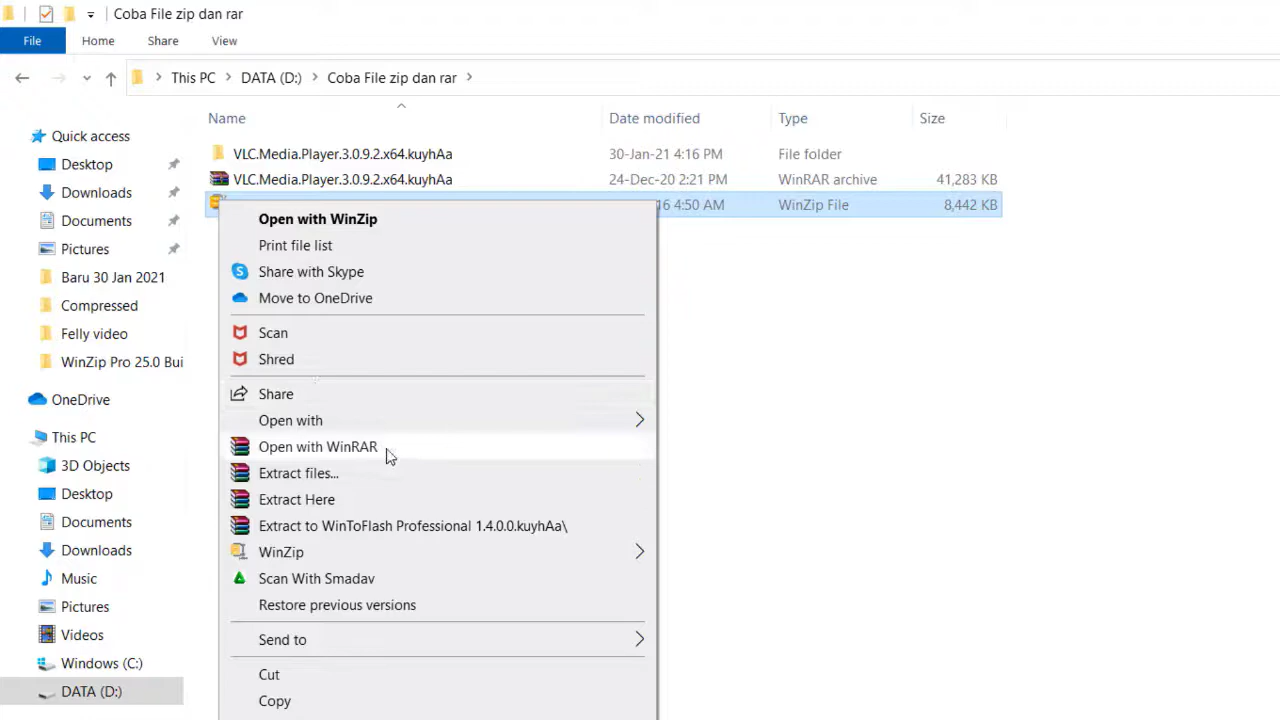 Coba File zip dan rar
File Home Share View
This PC DATA (D:) Coba File zip dan rar
Name Date modified Type Size
VLC.Media.Player.3.0.9.2.x64.kuyhAa 30-Jan-21 4:16 PM File folder
VLC.Media.Player.3.0.9.2.x64.kuyhAa 24-Dec-20 2:21 PM WinRAR archive 41,283 KB
16 4:50 AM WinZip File 8,442 KB
Quick access
Desktop
Downloads
Documents
Pictures
Baru 30 Jan 2021
Compressed
Felly video
WinZip Pro 25.0 Bui
OneDrive
This PC
3D Objects
Desktop
Documents
Downloads
Music
Pictures
Videos
Windows (C:)
DATA (D:)
Open with WinZip
Print file list
Share with Skype
Move to OneDrive
Scan
Shred
Share
Open with
Open with WinRAR
Extract files...
Extract Here
Extract to WinToFlash Professional 1.4.0.0.kuyhAa\
WinZip
Scan With Smadav
Restore previous versions
Send to
Cut
Copy